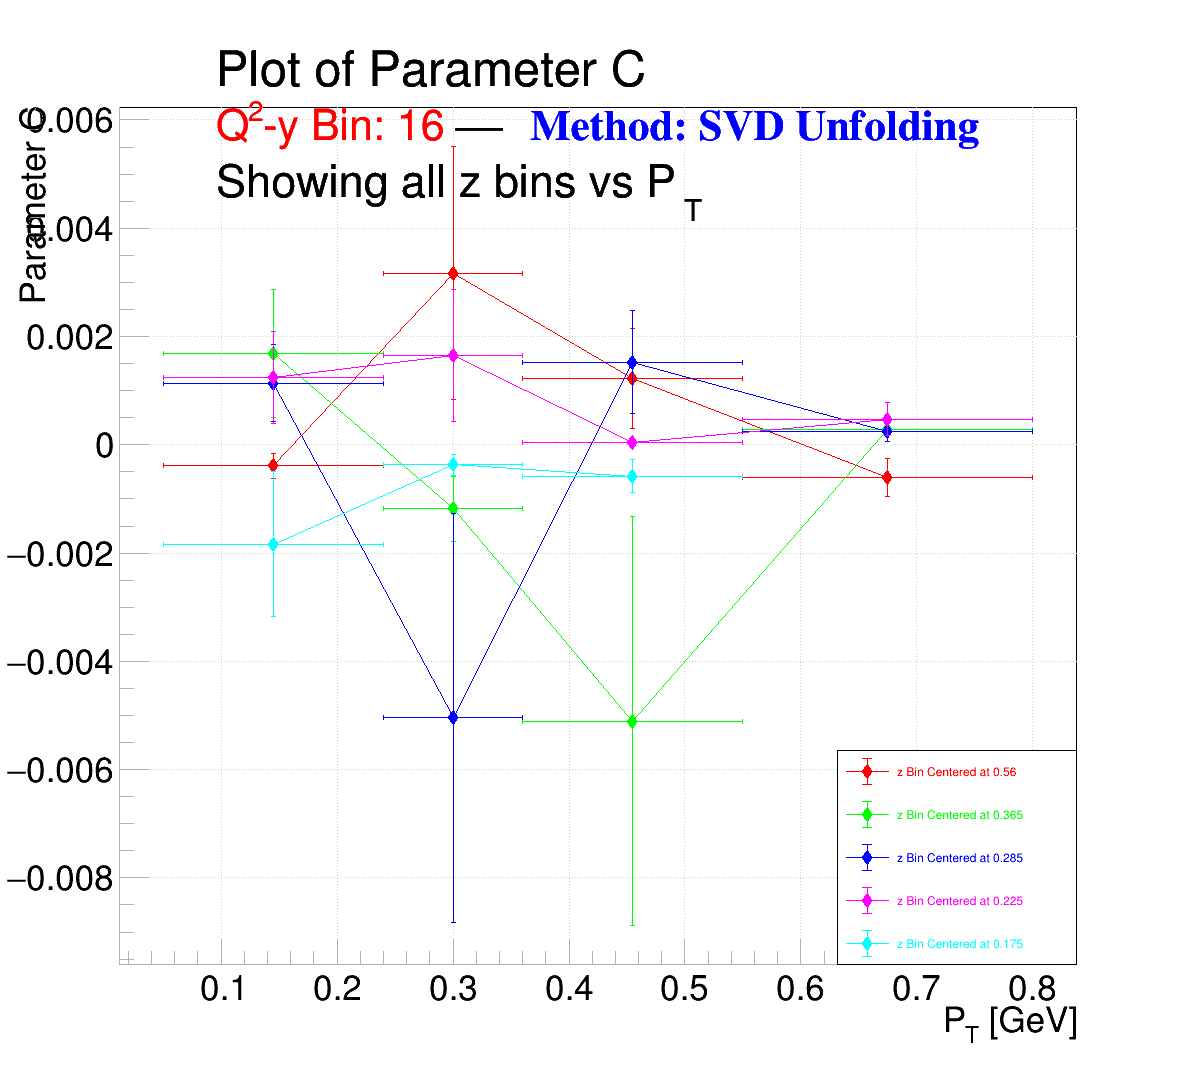 Plot of Parameter C
Q²-y Bin: 16 — Method: SVD Unfolding
Showing all z bins vs P_T
Parameter C
0.006
0.004
0.002
0
−0.002
−0.004
−0.006
−0.008
z Bin Centered at 0.56
z Bin Centered at 0.365
z Bin Centered at 0.285
z Bin Centered at 0.225
z Bin Centered at 0.175
0.1 0.2 0.3 0.4 0.5 0.6 0.7 0.8
P_T [GeV]